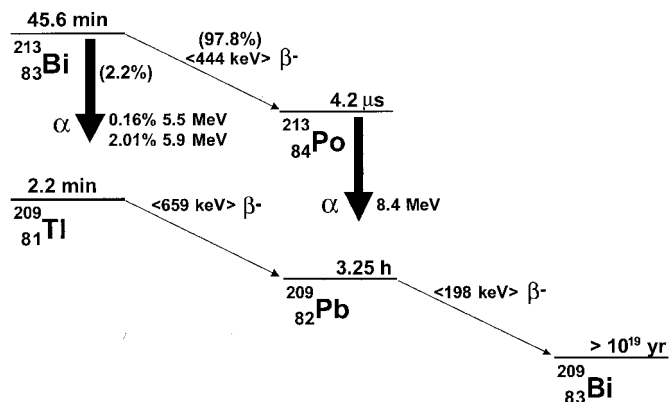 45.6 min
213
83Bi
(2.2%)
(97.8%)
<444 keV> β-
α
0.16% 5.5 MeV
2.01% 5.9 MeV
4.2 µs
213
84Po
α 8.4 MeV
2.2 min
209
81Tl
<659 keV> β-
3.25 h
209
82Pb
<198 keV> β-
> 10¹⁹ yr
209
83Bi